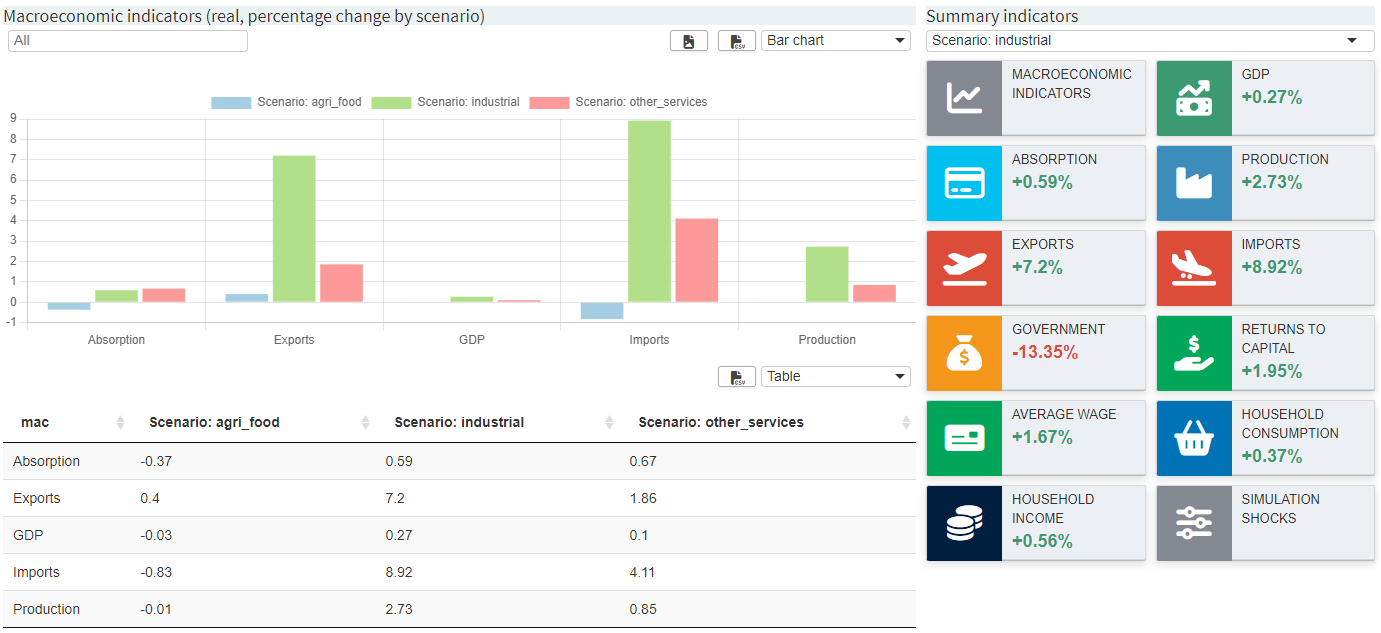 Macroeconomic indicators (real, percentage change by scenario)
All
CSV
Bar chart
Scenario: agri_food
Scenario: industrial
Scenario: other_services
9
8
7
6
5
4
3
2
1
0
-1
Absorption
Exports
GDP
Imports
Production
CSV
Table
mac Scenario: agri_food Scenario: industrial Scenario: other_services
Absorption -0.37 0.59 0.67
Exports 0.4 7.2 1.86
GDP -0.03 0.27 0.1
Imports -0.83 8.92 4.11
Production -0.01 2.73 0.85
Summary indicators
Scenario: industrial
MACROECONOMIC
INDICATORS
GDP
+0.27%
ABSORPTION
+0.59%
PRODUCTION
+2.73%
EXPORTS
+7.2%
IMPORTS
+8.92%
GOVERNMENT
-13.35%
$
RETURNS TO
CAPITAL
+1.95%
$
AVERAGE WAGE
+1.67%
HOUSEHOLD
CONSUMPTION
+0.37%
HOUSEHOLD
INCOME
+0.56%
SIMULATION
SHOCKS